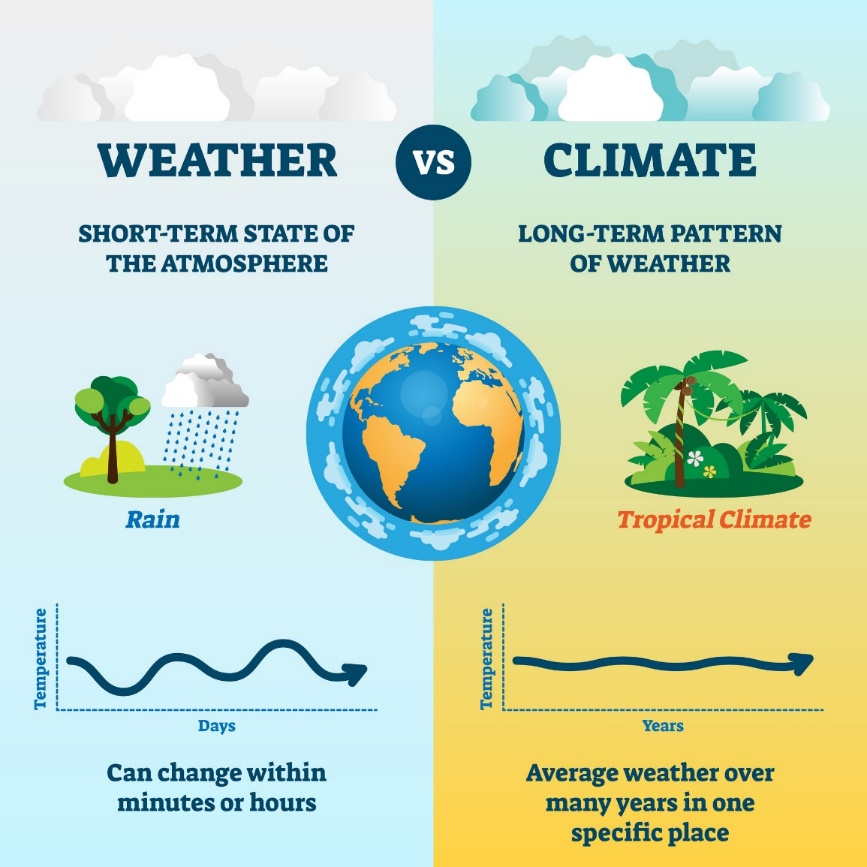 WEATHER
VS
CLIMATE
SHORT-TERM STATE OF
THE ATMOSPHERE
LONG-TERM PATTERN
OF WEATHER
Rain
Tropical Climate
Temperature
Days
Temperature
Years
Can change within
minutes or hours
Average weather over
many years in one
specific place